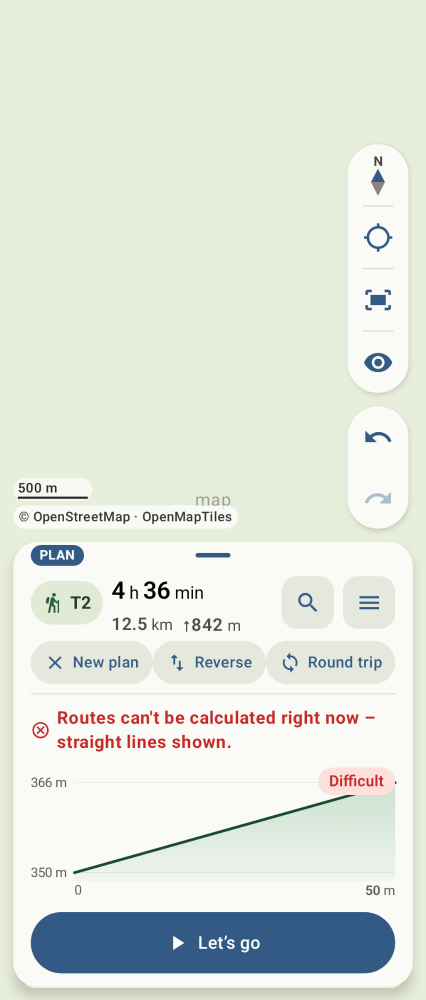 N
500 m
map
© OpenStreetMap · OpenMapTiles
PLAN
T2
4 h 36 min
12.5 km ↑842 m
New plan
Reverse
Round trip
Routes can't be calculated right now –
straight lines shown.
Difficult
366 m
350 m
0
50 m
Let's go